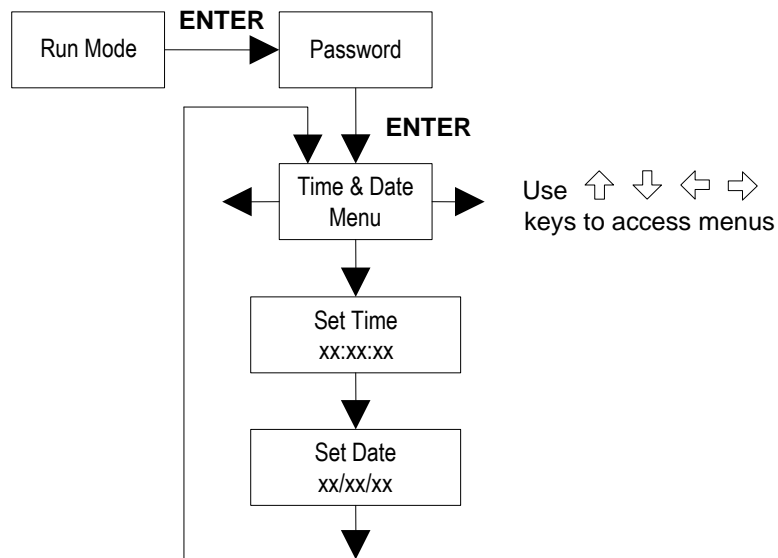 ENTER
Run Mode
Password
ENTER
Time & Date
Menu
Use
keys to access menus
Set Time
xx:xx:xx
Set Date
xx/xx/xx